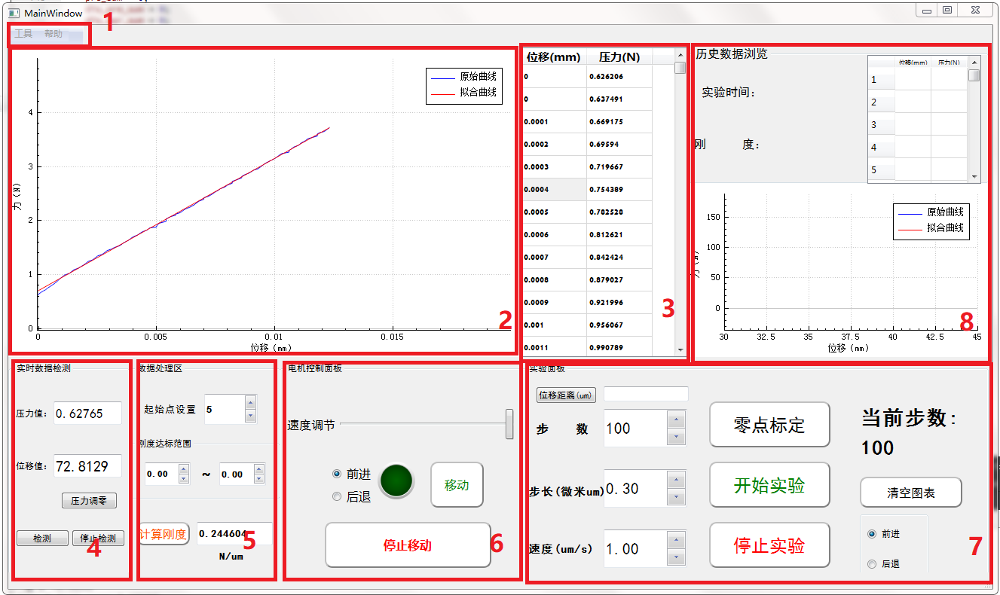 MainWindow
1
工具 帮助
原始曲线
拟合曲线
4
3
2
1
0
力 (N)
0 0.005 0.01 0.015
位移 (mm)
2
位移(mm) 压力(N)
0 0.626206
0 0.637491
0.0001 0.669175
0.0002 0.69594
0.0003 0.719667
0.0004 0.754389
0.0005 0.782528
0.0006 0.812621
0.0007 0.842424
0.0008 0.879027
0.0009 0.921996
0.001 0.956067
0.0011 0.990789
3
历史数据浏览
实验时间:
刚 度:
位移(mm) 压力(N)
1
2
3
4
5
原始曲线
拟合曲线
150
100
50
0
力 (N)
30 32.5 35 37.5 40 42.5 45
位移 (mm)
8
实时数据检测
压力值: 0.62765
位移值: 72.8129
压力调零
检测 停止检测
4
数据处理区
起始点设置 5
刚度达标范围
0.00 ~ 0.00
计算刚度 0.244604
N/um
5
电机控制面板
速度调节
前进
后退
移动
停止移动
6
实验面板
位移距离(um)
步 数 100
步长(微米um) 0.30
速度(um/s) 1.00
零点标定
开始实验
停止实验
当前步数:
100
清空图表
前进
后退
7